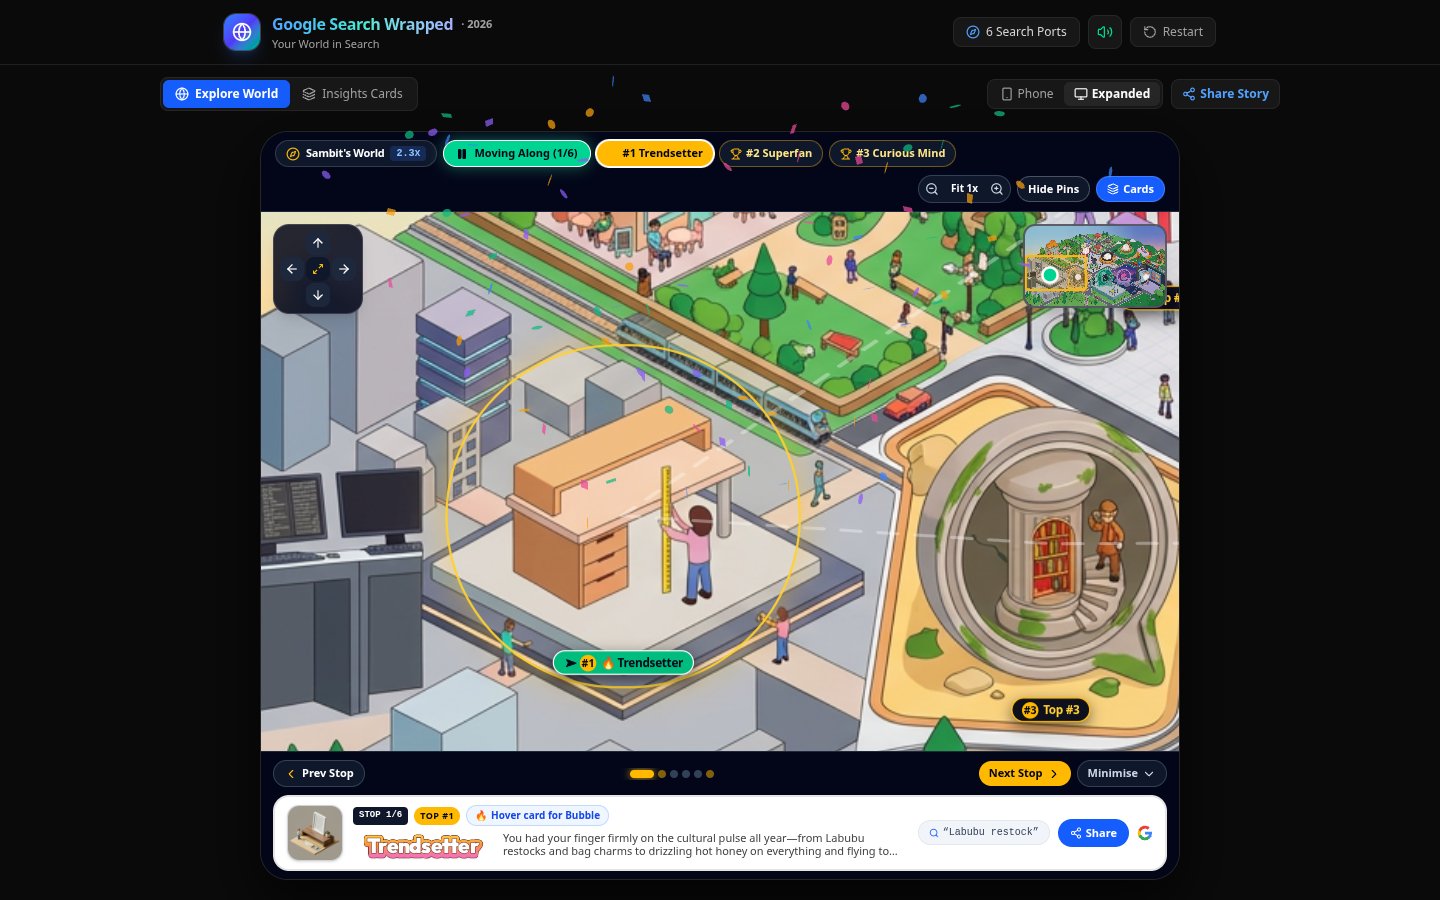 Google Search Wrapped · 2026
Your World in Search
6 Search Ports
Restart
Explore World
Insights Cards
Phone
Expanded
Share Story
Sambit's World 2.3x
Moving Along (1/6)
#1 Trendsetter
#2 Superfan
#3 Curious Mind
Fit 1x
Hide Pins
Cards
#1 🔥 Trendsetter
#3 Top #3
Prev Stop
Next Stop
Minimise
STOP 1/6
TOP #1
🔥 Hover card for Bubble
Trendsetter
You had your finger firmly on the cultural pulse all year—from Labubu
restocks and bag charms to drizzling hot honey on everything and flying to...
“Labubu restock”
Share